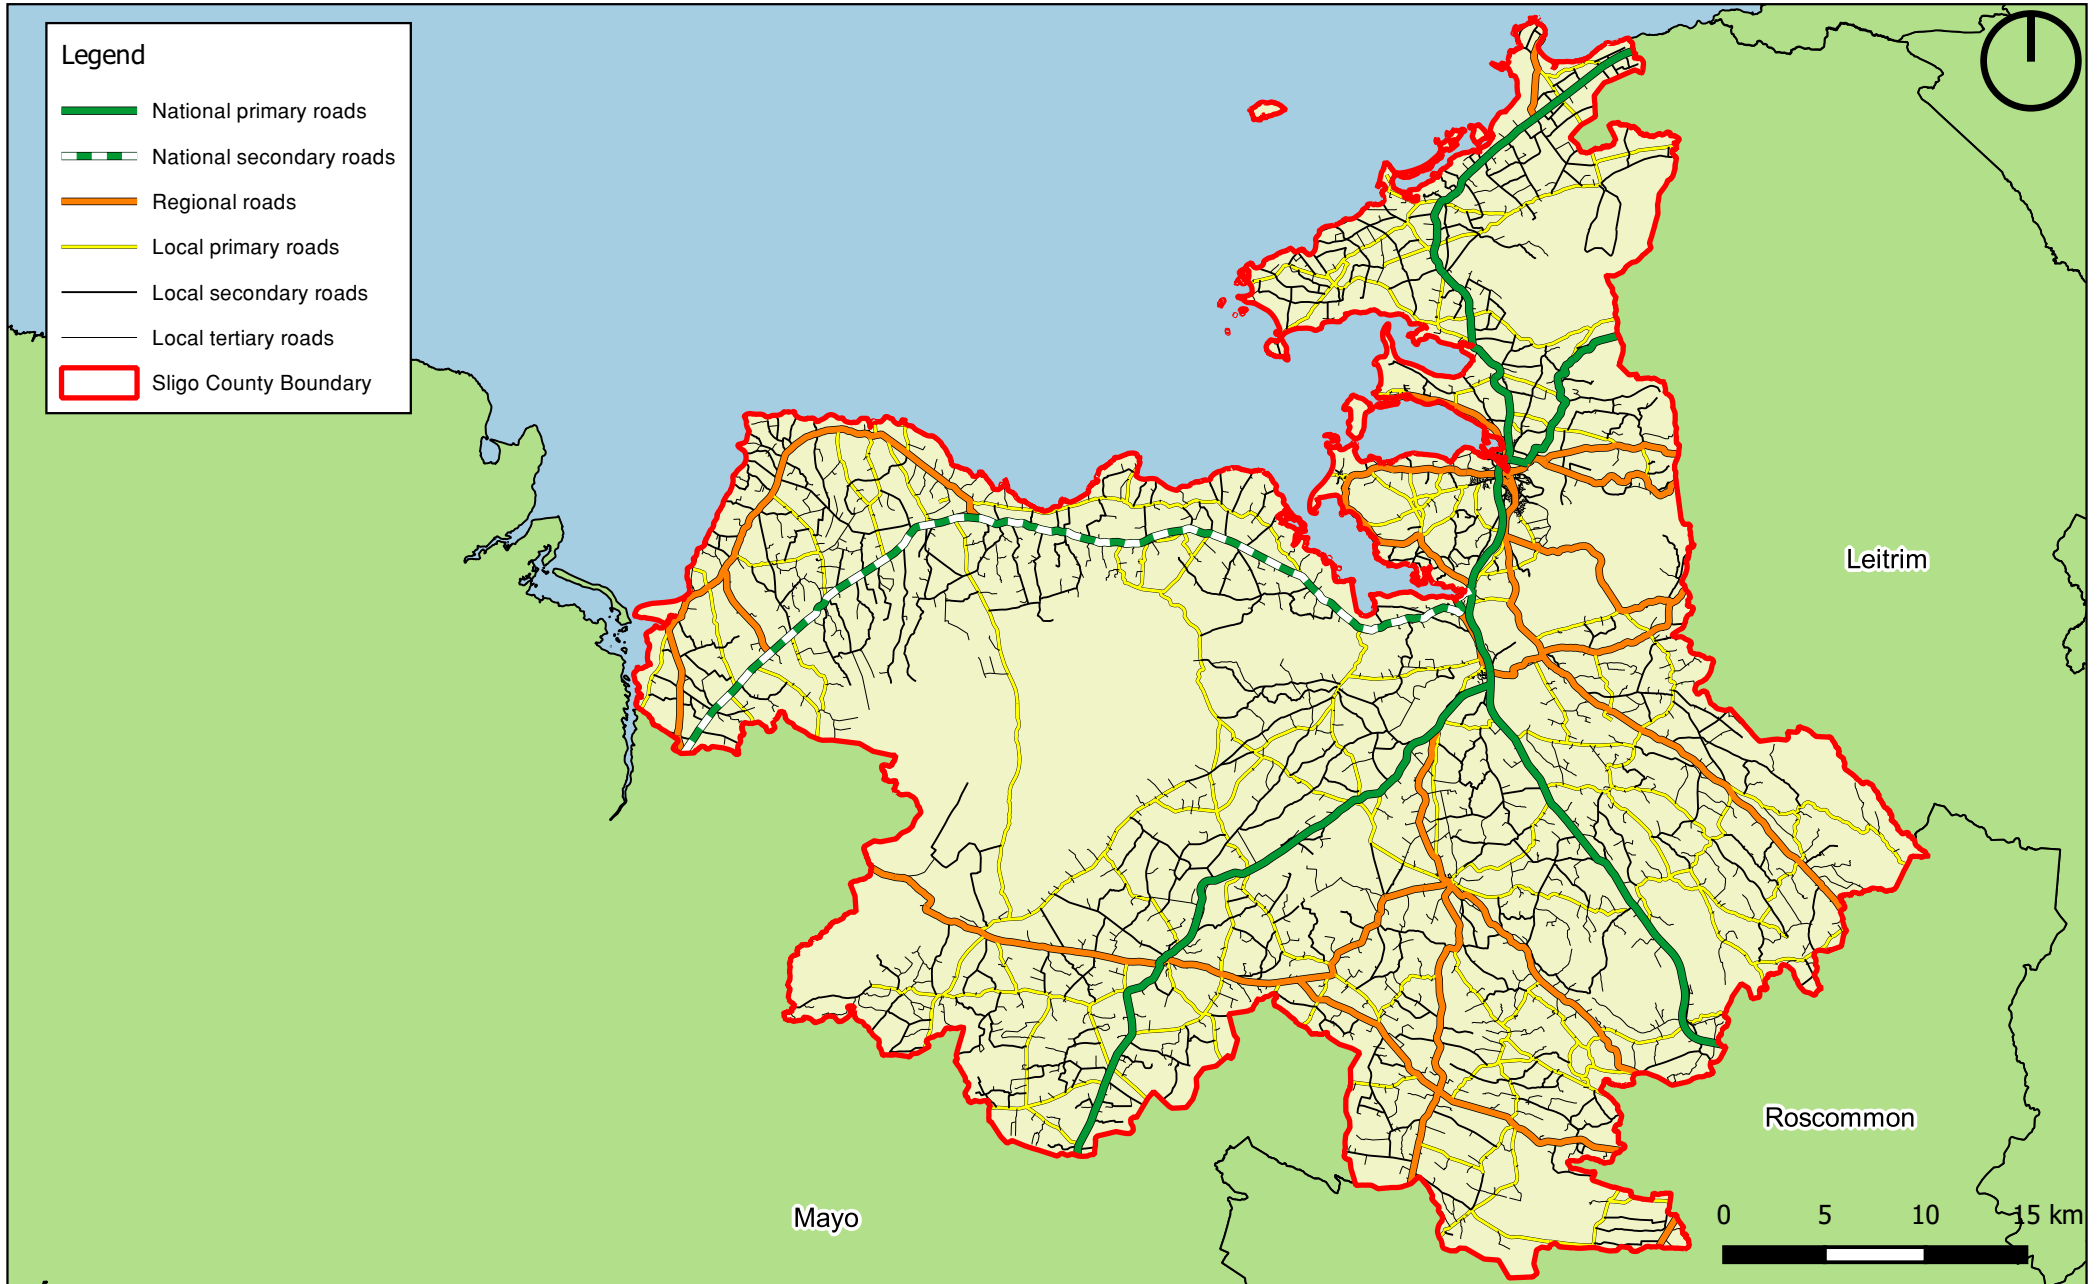 Legend
National primary roads
National secondary roads
Regional roads
Local primary roads
Local secondary roads
Local tertiary roads
Sligo County Boundary
Leitrim
Roscommon
Mayo
0 5 10 15 km